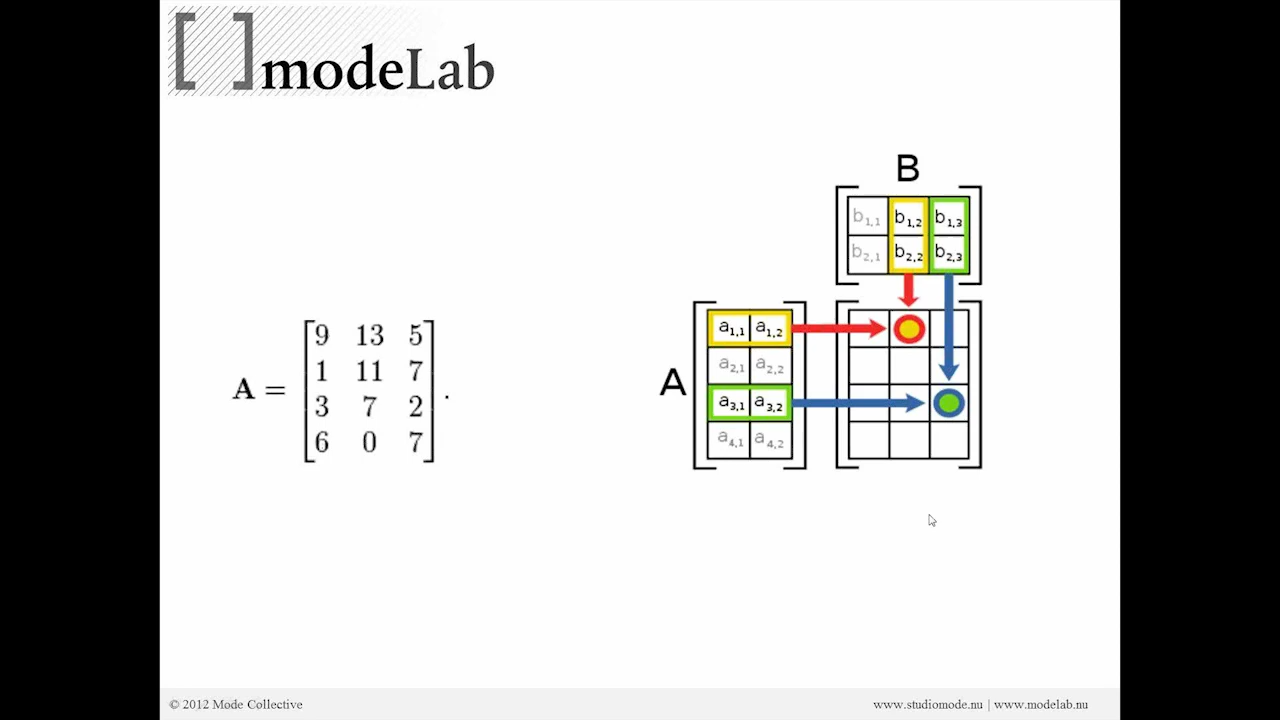 [ ] modeLab
B
b1,1 b1,2 b1,3
b2,1 b2,2 b2,3
A
a1,1 a1,2
a2,1 a2,2
a3,1 a3,2
a4,1 a4,2
A = [9 13 5
1 11 7
3 7 2
6 0 7].
© 2012 Mode Collective
www.studiomode.nu | www.modelab.nu